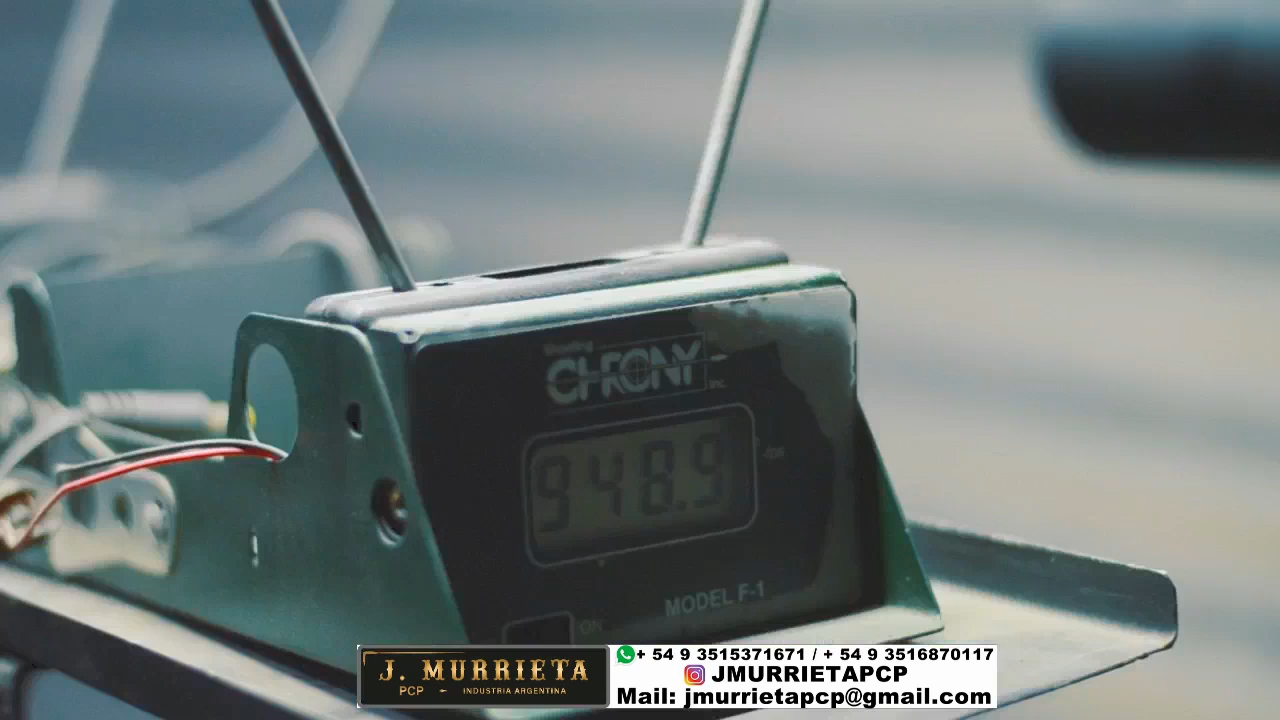 Shooting
CHRONY
Inc.
948.9
ON
MODEL F-1
J. MURRIETA
PCP INDUSTRIA ARGENTINA
+ 54 9 3515371671 / + 54 9 3516870117
JMURRIETAPCP
Mail: jmurrietapcp@gmail.com